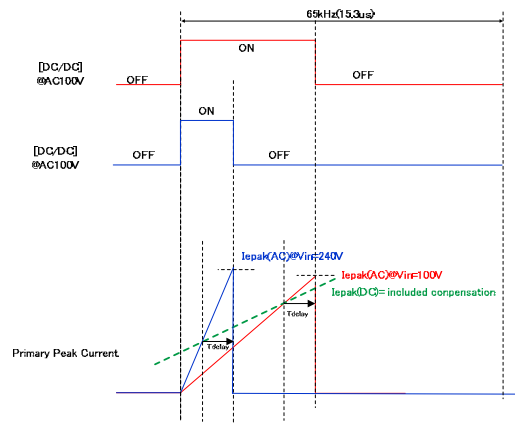 65kHz(15.3us)*
ON
[DC/DC]
@AC100V
OFF
OFF
ON
[DC/DC]
@AC100V
OFF
OFF
Iepak(AC)@Vin=240V
Iepak(AC)@Vin=100V
Iepak(DC)= included conpensation
Tdelay
Tdelay
Primary Peak Current